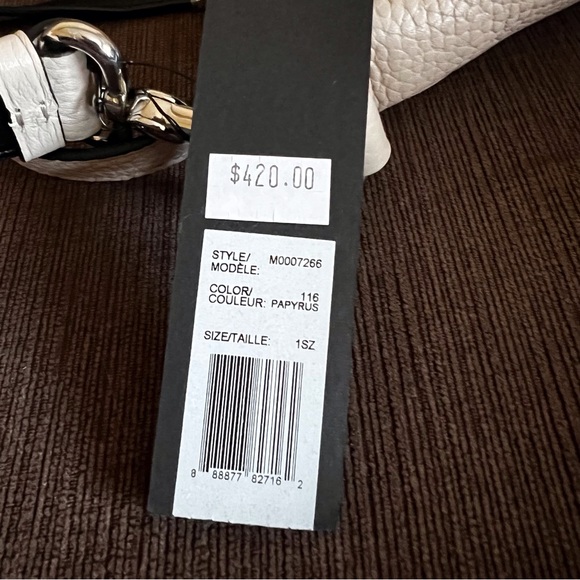 $420.00
STYLE/
MODÈLE: M0007266
COLOR/ 116
COULEUR: PAPYRUS
SIZE/TAILLE: 1SZ
8 88877 82716 2